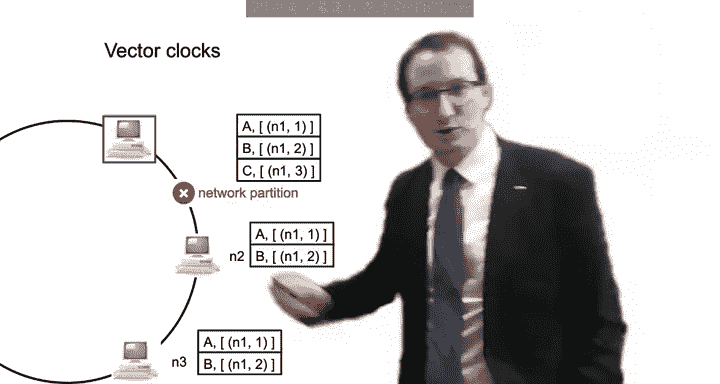 Vector clocks
A, [ (n1, 1) ]
B, [ (n1, 2) ]
C, [ (n1, 3) ]
network partition
n2
A, [ (n1, 1) ]
B, [ (n1, 2) ]
n3
A, [ (n1, 1) ]
B, [ (n1, 2) ]